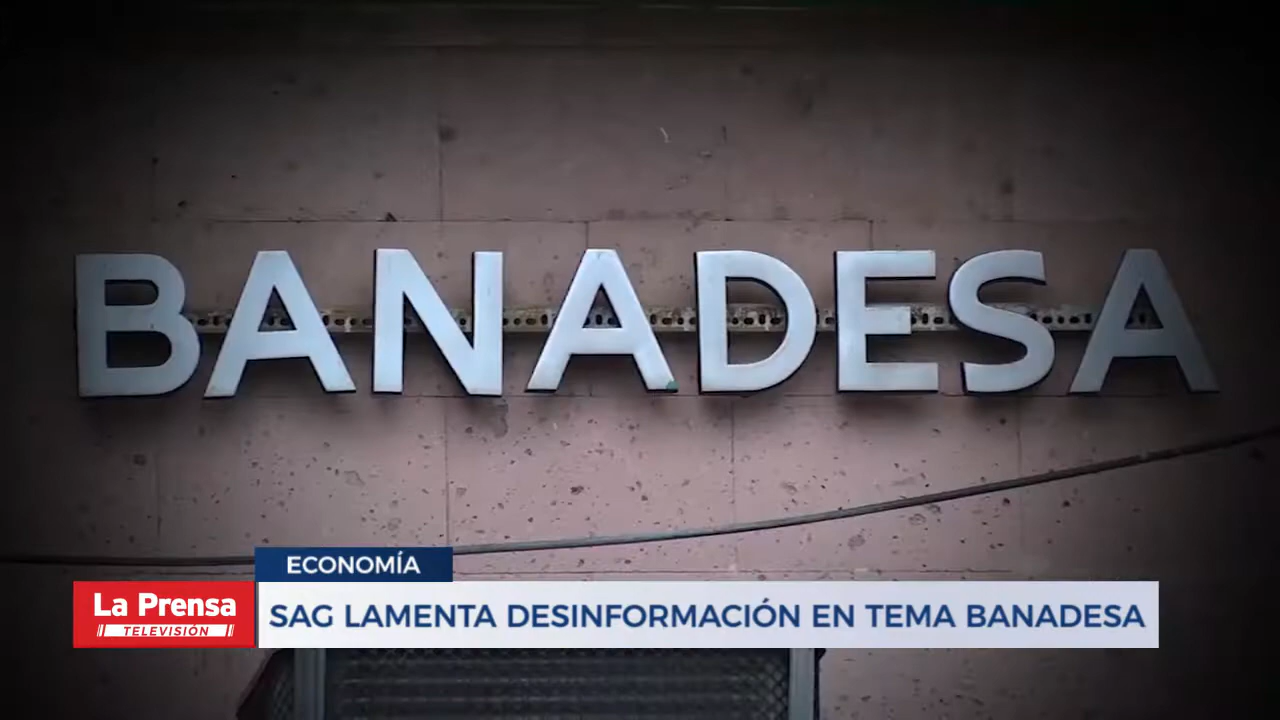 BANADESA
ECONOMÍA
La Prensa
TELEVISIÓN
SAG LAMENTA DESINFORMACIÓN EN TEMA BANADESA